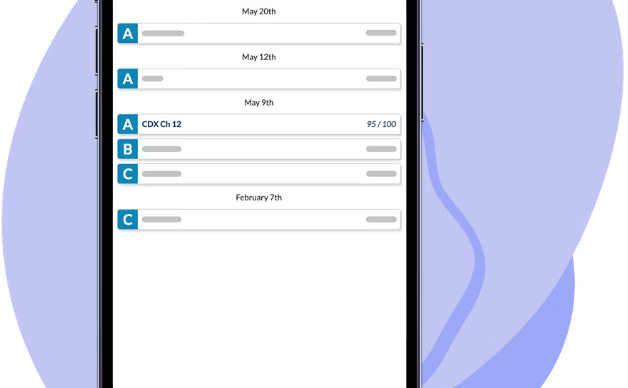 May 20th
A
May 12th
A
May 9th
A CDX Ch 12 95 / 100
B
C
February 7th
C